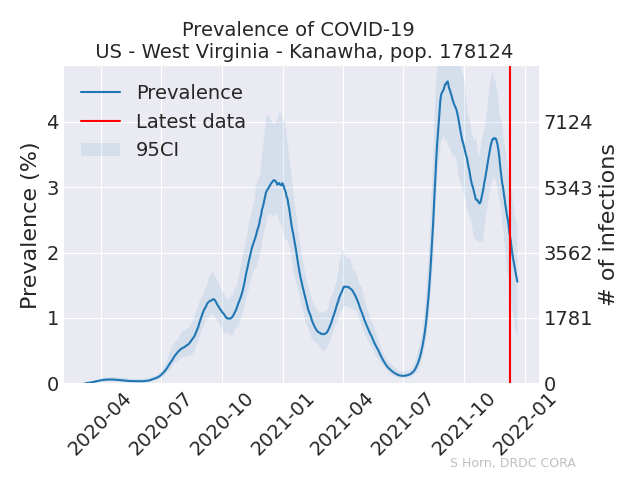 Prevalence of COVID-19
US - West Virginia - Kanawha, pop. 178124
Prevalence
Latest data
95CI
Prevalence (%)
4
3
2
1
0
# of infections
7124
5343
3562
1781
0
2020-04
2020-07
2020-10
2021-01
2021-04
2021-07
2021-10
2022-01
S Horn, DRDC CORA